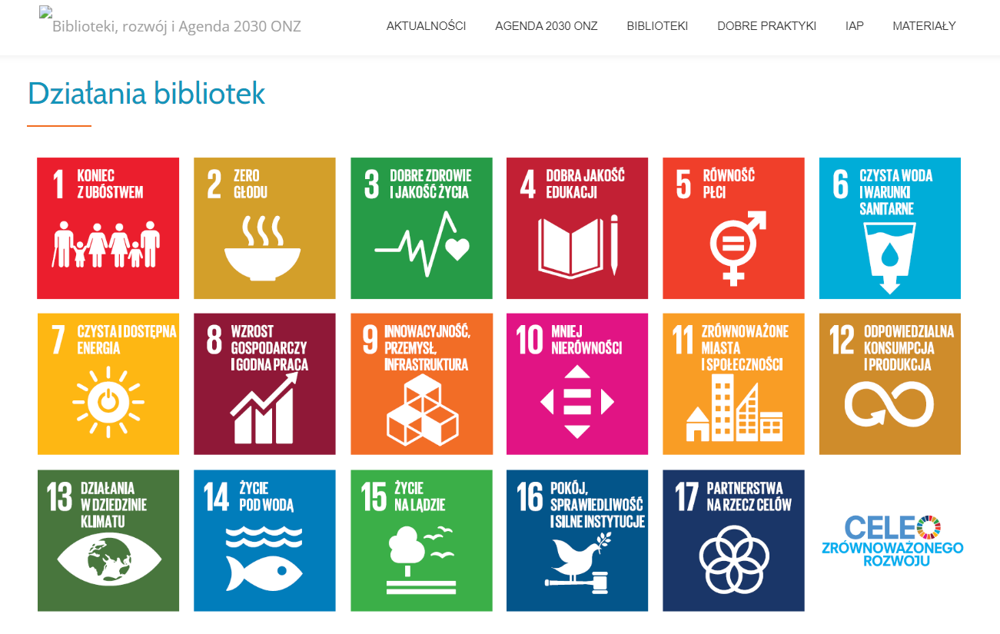 Biblioteki, rozwój i Agenda 2030 ONZ
AKTUALNOŚCI
AGENDA 2030 ONZ
BIBLIOTEKI
DOBRE PRAKTYKI
IAP
MATERIAŁY
Działania bibliotek
1 KONIEC
Z UBÓSTWEM
2 ZERO
GŁODU
3 DOBRE ZDROWIE
I JAKOŚĆ ŻYCIA
4 DOBRA JAKOŚĆ
EDUKACJI
5 RÓWNOŚĆ
PŁCI
6 CZYSTA WODA
I WARUNKI
SANITARNE
7 CZYSTA I DOSTĘPNA
ENERGIA
8 WZROST
GOSPODARCZY
I GODNA PRACA
9 INNOWACYJNOŚĆ,
PRZEMYSŁ,
INFRASTRUKTURA
10 MNIEJ
NIERÓWNOŚCI
11 ZRÓWNOWAŻONE
MIASTA
I SPOŁECZNOŚCI
12 ODPOWIEDZIALNA
KONSUMPCJA
I PRODUKCJA
13 DZIAŁANIA
W DZIEDZINIE
KLIMATU
14 ŻYCIE
POD WODĄ
15 ŻYCIE
NA LĄDZIE
16 POKÓJ,
SPRAWIEDLIWOŚĆ
I SILNE INSTYTUCJE
17 PARTNERSTWA
NA RZECZ CELÓW
CELE
ZRÓWNOWAŻONEGO
ROZWOJU